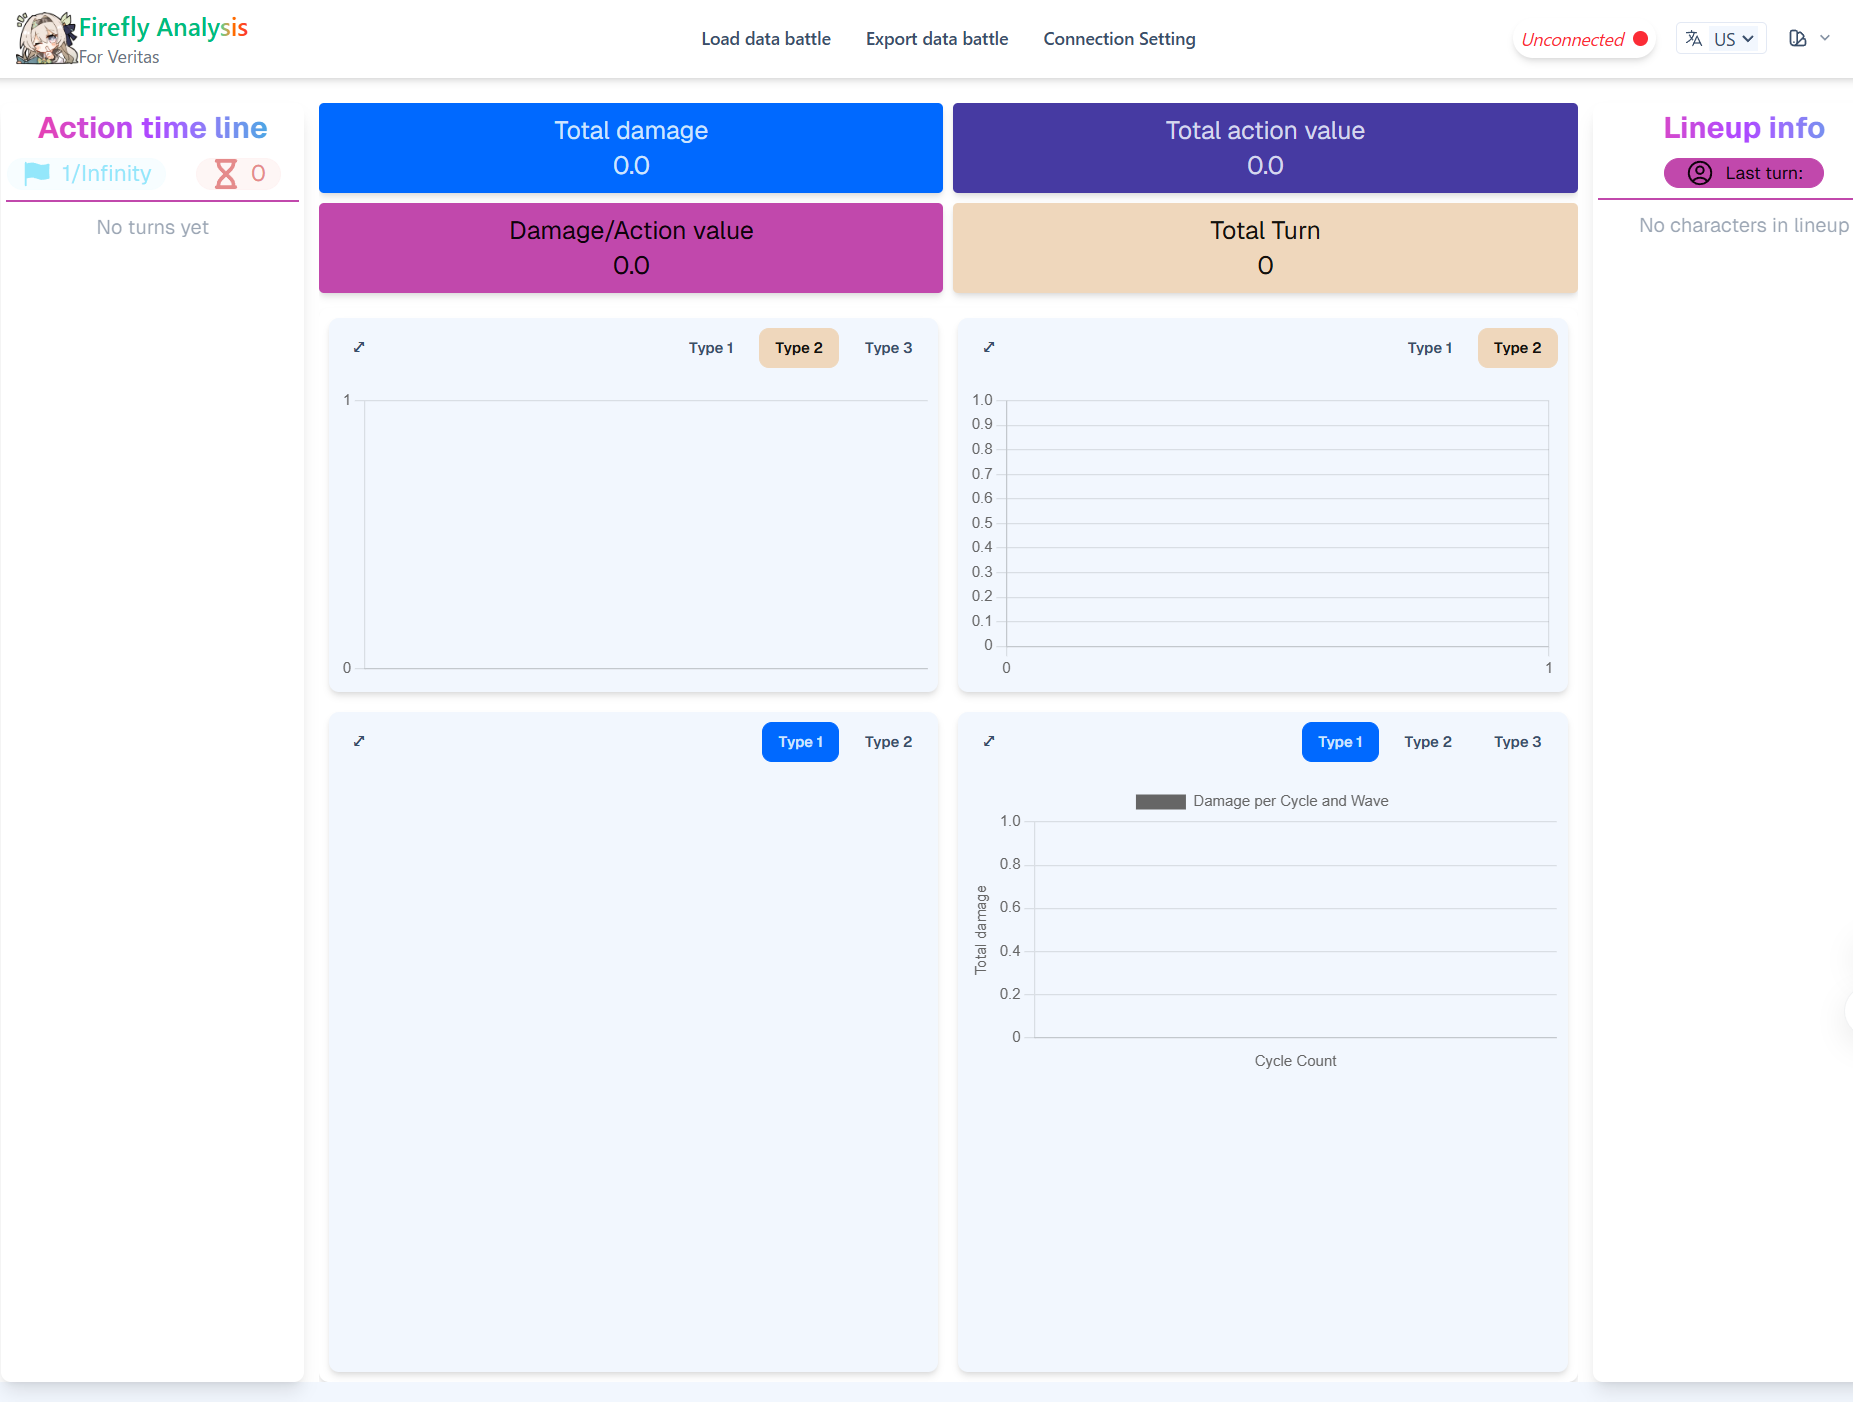 Firefly Analysis
For Veritas
Load data battle
Export data battle
Connection Setting
Unconnected
US
Action time line
1/Infinity
0
No turns yet
Total damage
0.0
Total action value
0.0
Damage/Action value
0.0
Total Turn
0
Lineup info
Last turn:
No characters in lineup
Type 1
Type 2
Type 3
1
0
Type 1
Type 2
1.0
0.9
0.8
0.7
0.6
0.5
0.4
0.3
0.2
0.1
0
0
1
Type 1
Type 2
Type 1
Type 2
Type 3
Damage per Cycle and Wave
Total damage
1.0
0.8
0.6
0.4
0.2
0
Cycle Count